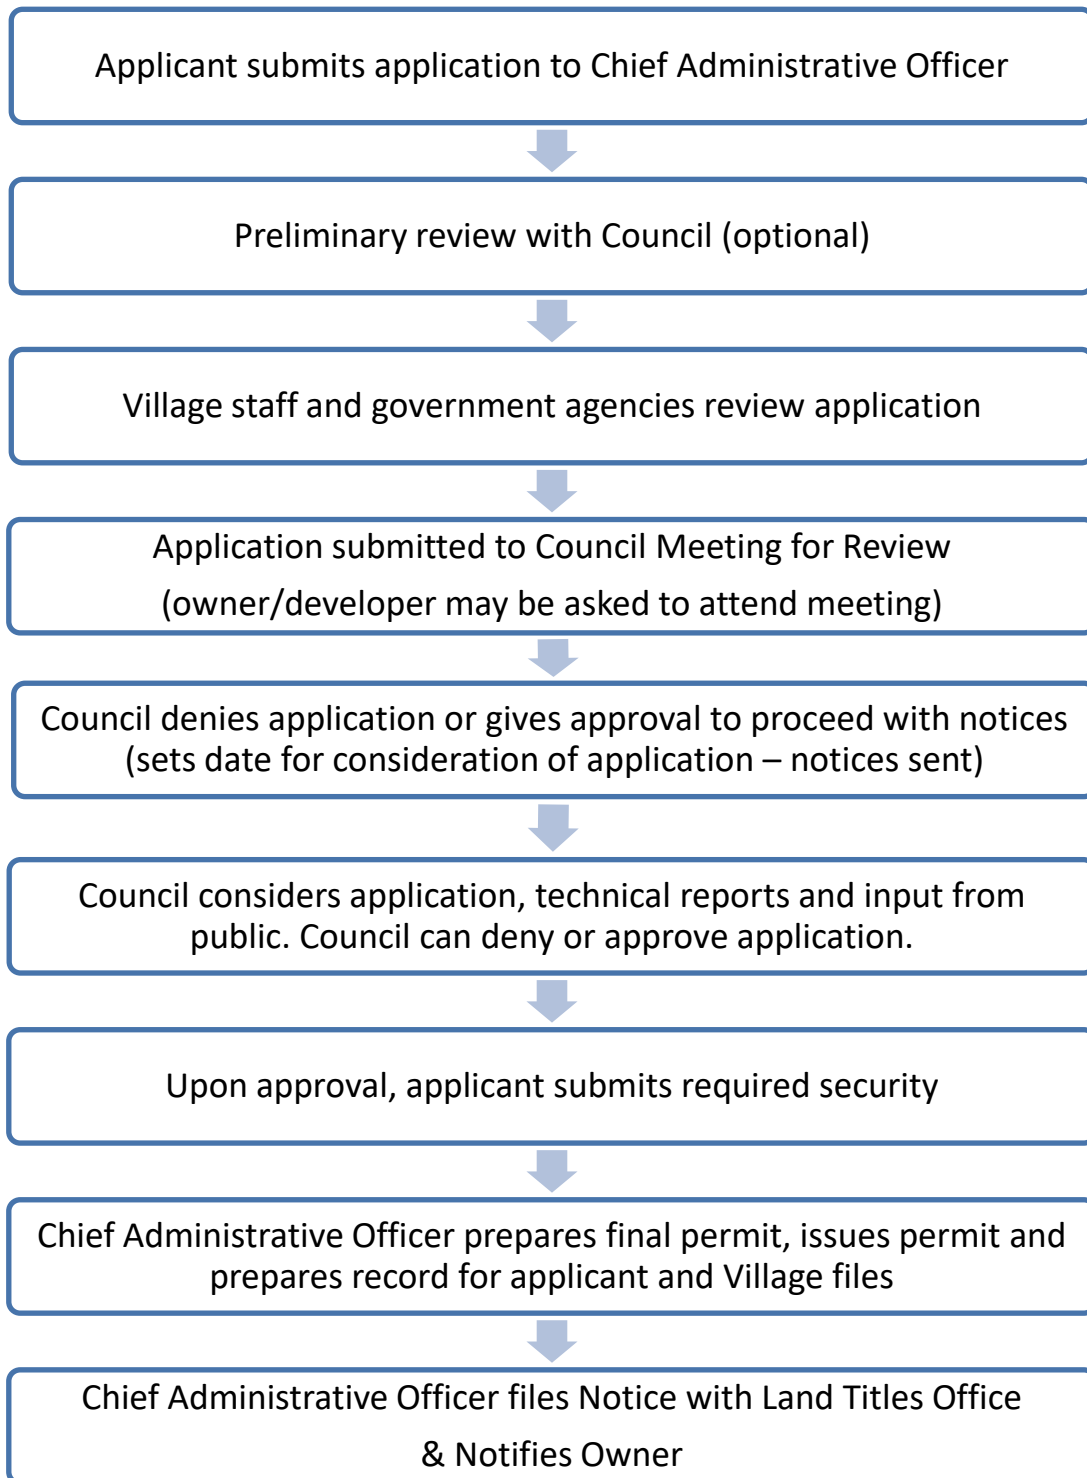 Applicant submits application to Chief Administrative Officer
Preliminary review with Council (optional)
Village staff and government agencies review application
Application submitted to Council Meeting for Review
(owner/developer may be asked to attend meeting)
Council denies application or gives approval to proceed with notices
(sets date for consideration of application – notices sent)
Council considers application, technical reports and input from
public. Council can deny or approve application.
Upon approval, applicant submits required security
Chief Administrative Officer prepares final permit, issues permit and
prepares record for applicant and Village files
Chief Administrative Officer files Notice with Land Titles Office
& Notifies Owner